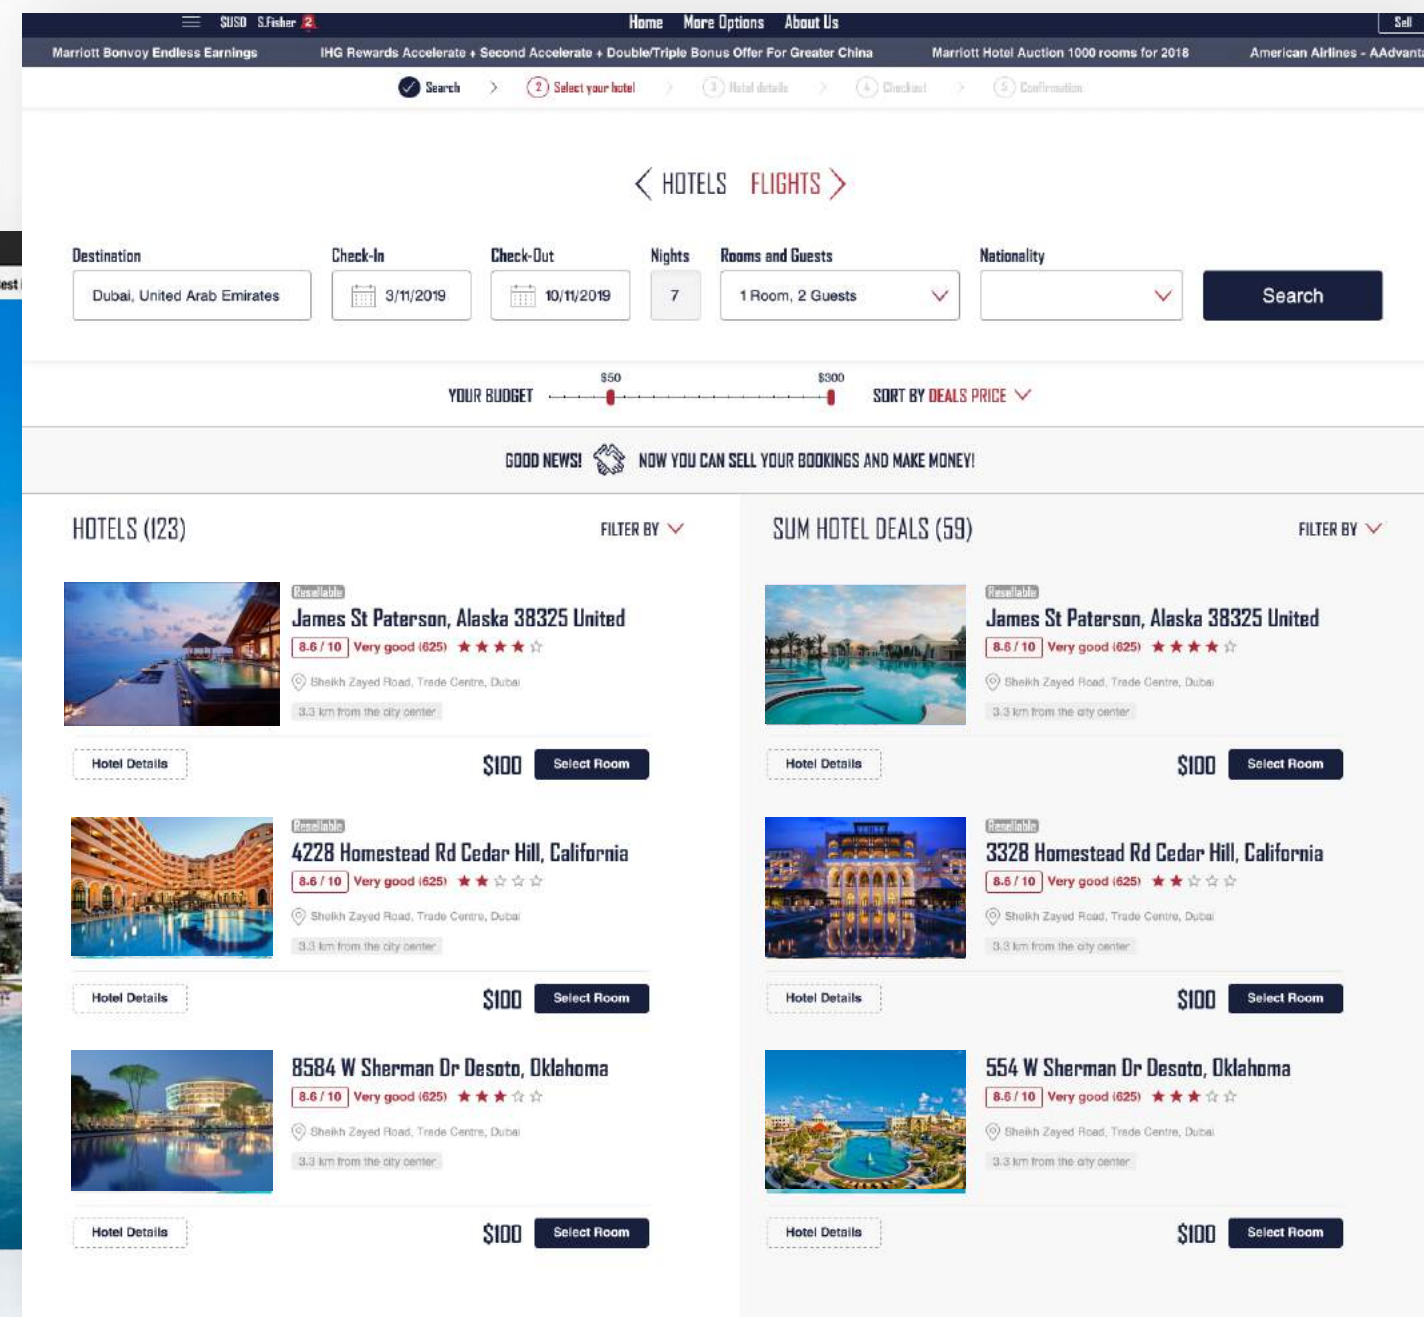 $USD S.Fisher 2 Home More Options About Us Sell
Marriott Bonvoy Endless Earnings IHG Rewards Accelerate + Second Accelerate + Double/Triple Bonus Offer For Greater China Marriott Hotel Auction 1000 rooms for 2018 American Airlines - AAdvanta
Search 2 Select your hotel 3 Hotel details 4 Checkout 5 Confirmation
HOTELS FLIGHTS
Destination Check-In Check-Out Nights Rooms and Guests Nationality
Dubai, United Arab Emirates 3/11/2019 10/11/2019 7 1 Room, 2 Guests Search
YOUR BUDGET $50 $300 SORT BY DEALS PRICE
GOOD NEWS! NOW YOU CAN SELL YOUR BOOKINGS AND MAKE MONEY!
HOTELS (123) FILTER BY
Resellable
James St Paterson, Alaska 38325 United
8.6 / 10 Very good (625)
Sheikh Zayed Road, Trade Centre, Dubai
3.3 km from the city center
Hotel Details $100 Select Room
Resellable
4228 Homestead Rd Cedar Hill, California
8.6 / 10 Very good (625)
Sheikh Zayed Road, Trade Centre, Dubai
3.3 km from the city center
Hotel Details $100 Select Room
8584 W Sherman Dr Desoto, Oklahoma
8.6 / 10 Very good (625)
Sheikh Zayed Road, Trade Centre, Dubai
3.3 km from the city center
Hotel Details $100 Select Room
SUM HOTEL DEALS (59) FILTER BY
Resellable
James St Paterson, Alaska 38325 United
8.6 / 10 Very good (625)
Sheikh Zayed Road, Trade Centre, Dubai
3.3 km from the city center
Hotel Details $100 Select Room
Resellable
3328 Homestead Rd Cedar Hill, California
8.6 / 10 Very good (625)
Sheikh Zayed Road, Trade Centre, Dubai
3.3 km from the city center
Hotel Details $100 Select Room
554 W Sherman Dr Desoto, Oklahoma
8.6 / 10 Very good (625)
Sheikh Zayed Road, Trade Centre, Dubai
3.3 km from the city center
Hotel Details $100 Select Room